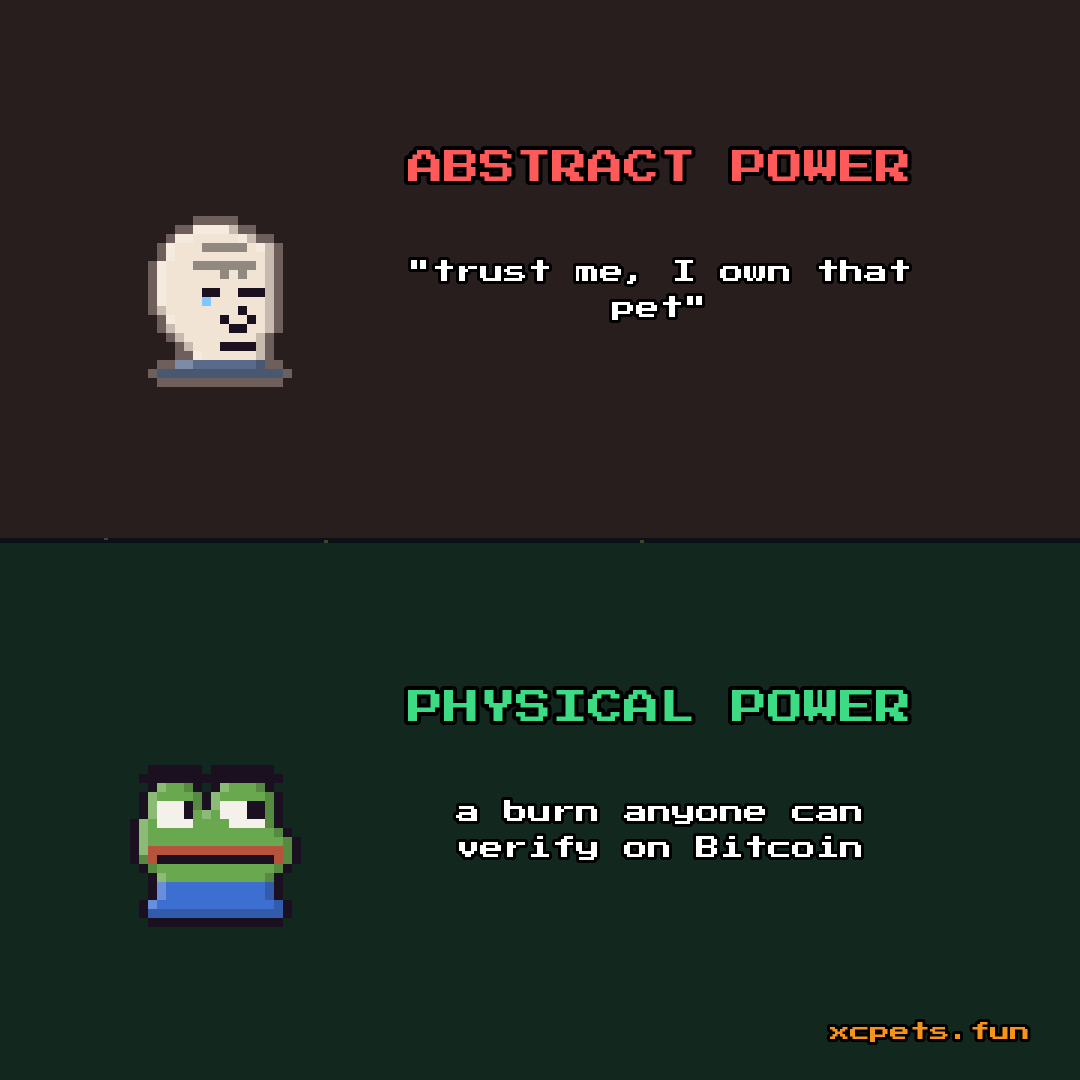 ABSTRACT POWER
"trust me, I own that
pet"
PHYSICAL POWER
a burn anyone can
verify on Bitcoin
xcpets.fun